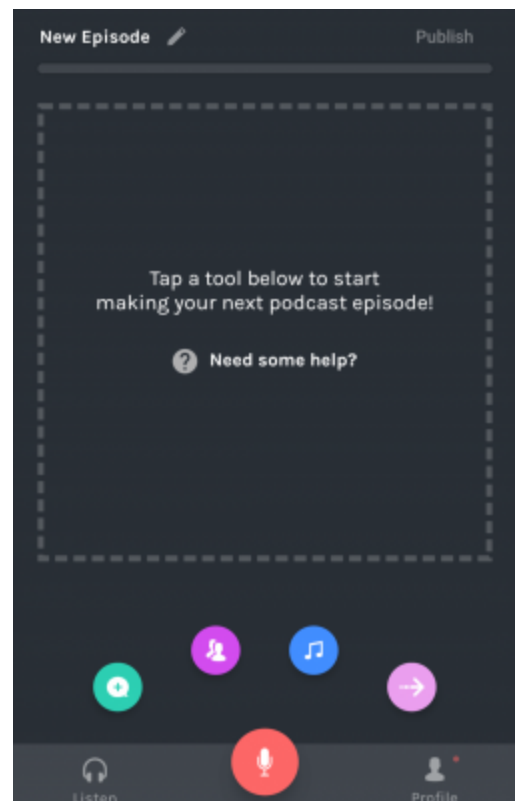 New Episode
Publish
Tap a tool below to start
making your next podcast episode!
? Need some help?
Listen
Profile